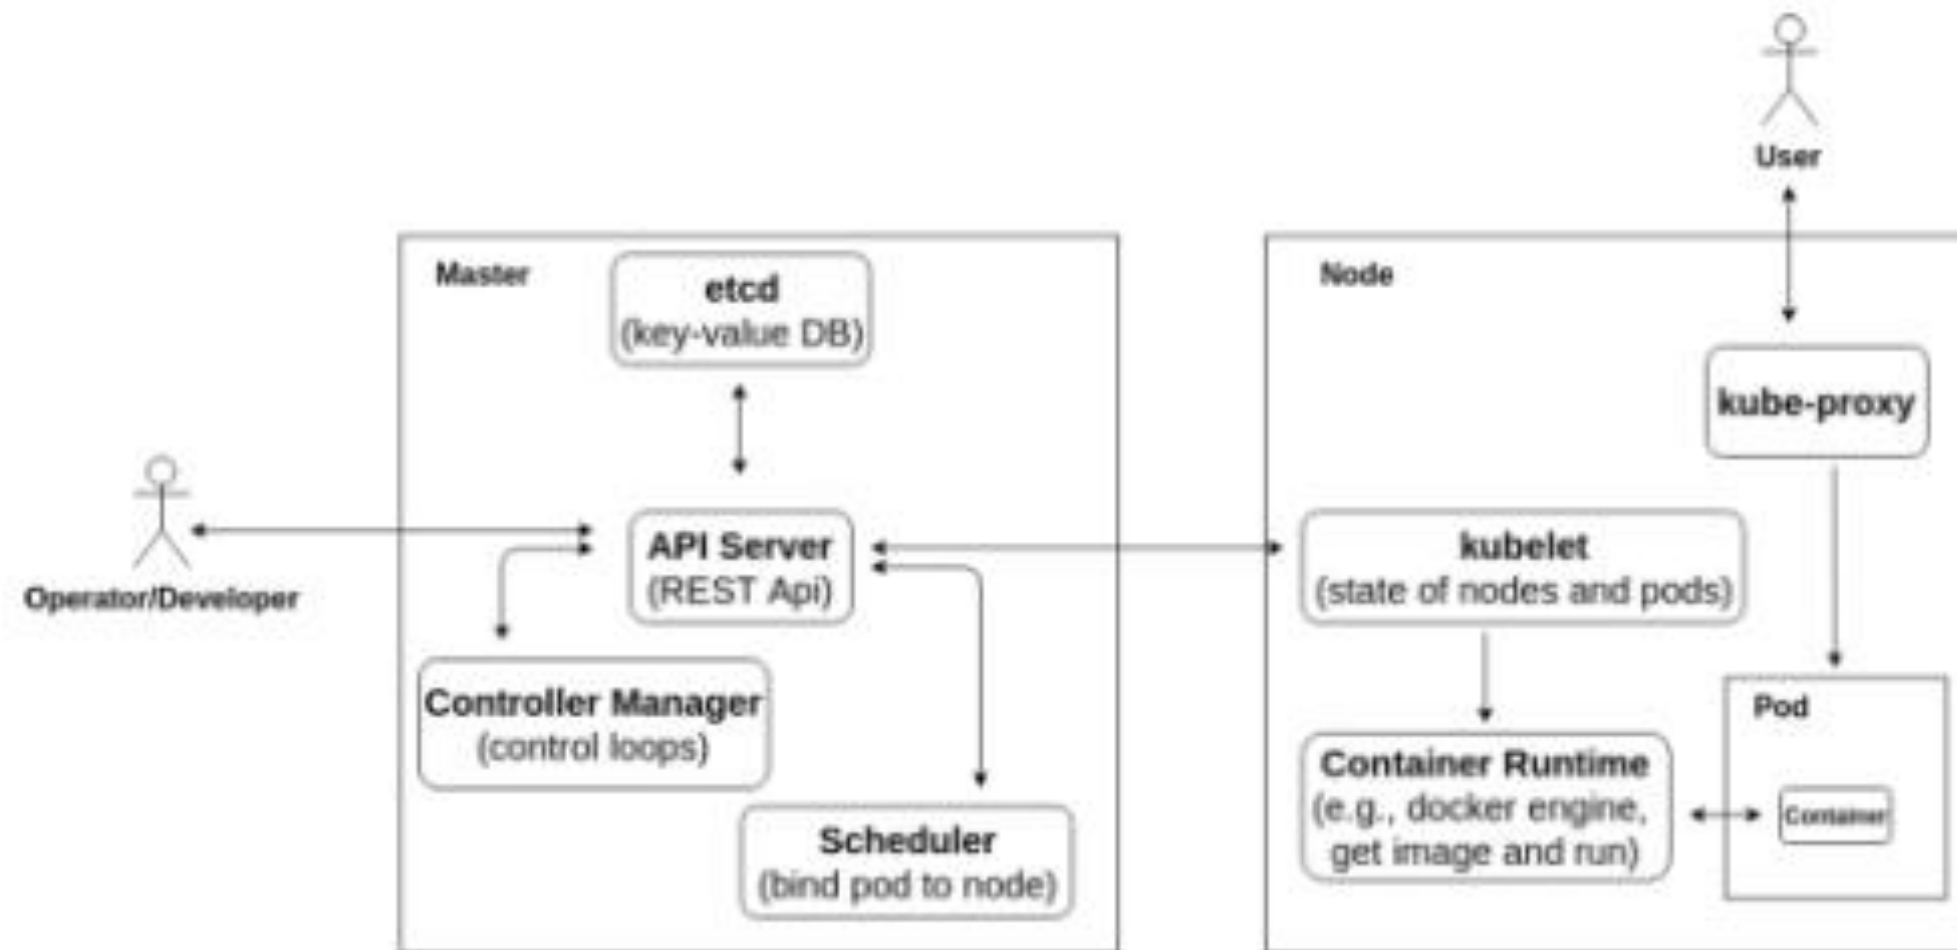 User
Master
etcd
(key-value DB)
Node
kube-proxy
API Server
(REST Api)
kubelet
(state of nodes and pods)
Operator/Developer
Controller Manager
(control loops)
Pod
Container Runtime
(e.g., docker engine,
get image and run)
Container
Scheduler
(bind pod to node)